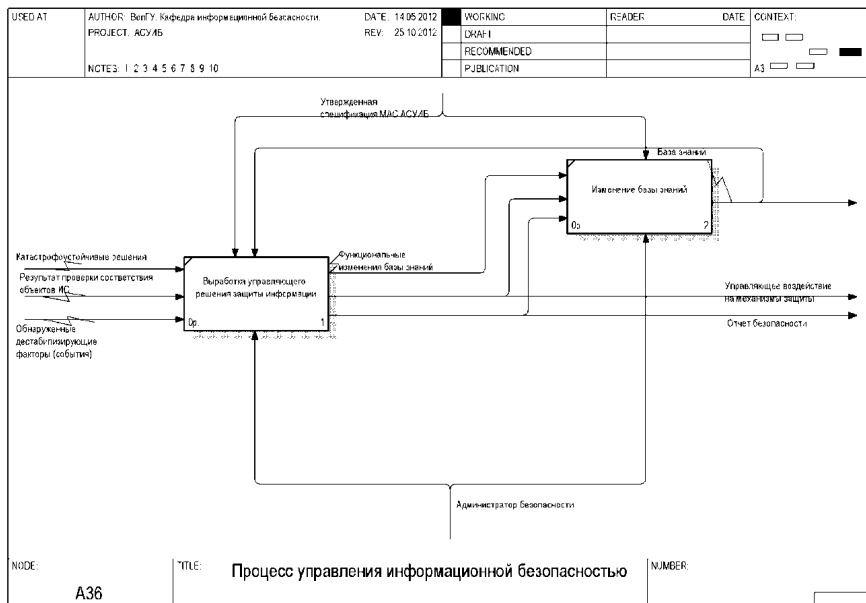 USED AT
AUTHOR: ВолГУ. Кафедра информационной безпасности.
DATE: 14.05.2012
WORKING
READER
DATE
CONTEXT:
PROJECT: АСУИБ
REV: 25.10.2012
DRAFT
RECOMMENDED
NOTES: 1 2 3 4 5 6 7 8 9 10
PUBLICATION
A3
Утвержденная
спецификация МАС АСУИБ
База знаний
Изменение базы знаний
0р.
2
Катастрофоустойчивые решения
Результат проверки соответствия
объектов ИС
Обнаруженные
дестабилизирующие
факторы (события)
Выработка управляющего
решения защиты информации
0р.
1
Функциональные
изменения базы знаний
Управляющее воздействие
на механизмы защиты
Отчет безопасности
Администратор безопасности
NODE:
A36
TITLE:
Процесс управления информационной безопасностью
NUMBER: